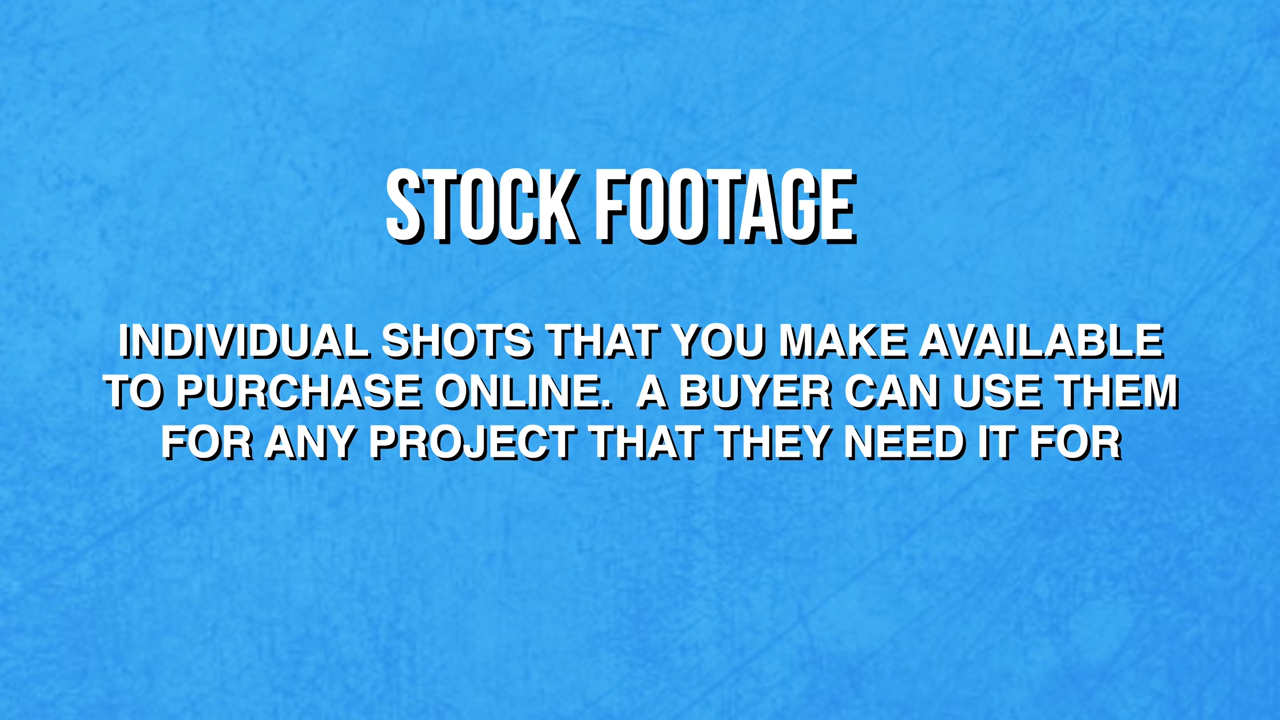 STOCK FOOTAGE
INDIVIDUAL SHOTS THAT YOU MAKE AVAILABLE
TO PURCHASE ONLINE.  A BUYER CAN USE THEM
FOR ANY PROJECT THAT THEY NEED IT FOR